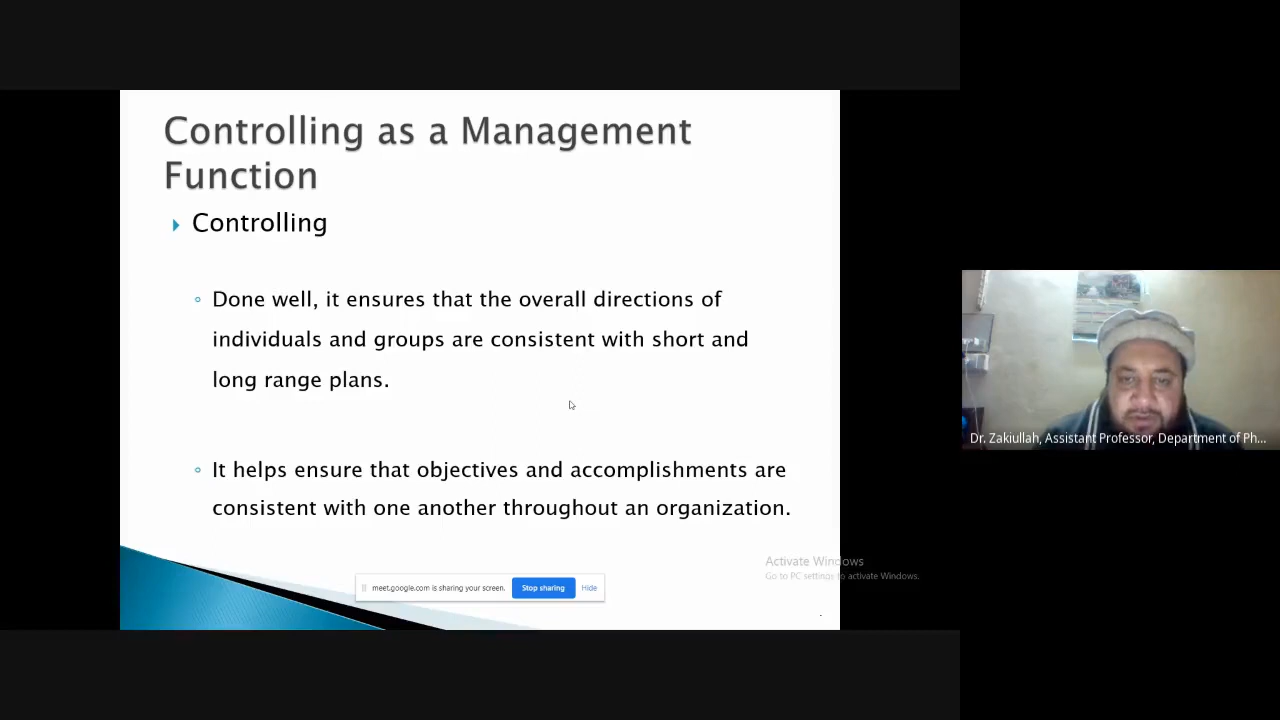 Controlling as a Management
Function
Controlling
Done well, it ensures that the overall directions of
individuals and groups are consistent with short and
long range plans.
It helps ensure that objectives and accomplishments are
consistent with one another throughout an organization.
Activate Windows
Go to PC settings to activate Windows.
meet.google.com is sharing your screen.
Stop sharing
Hide
Dr. Zakiullah, Assistant Professor, Department of Ph...